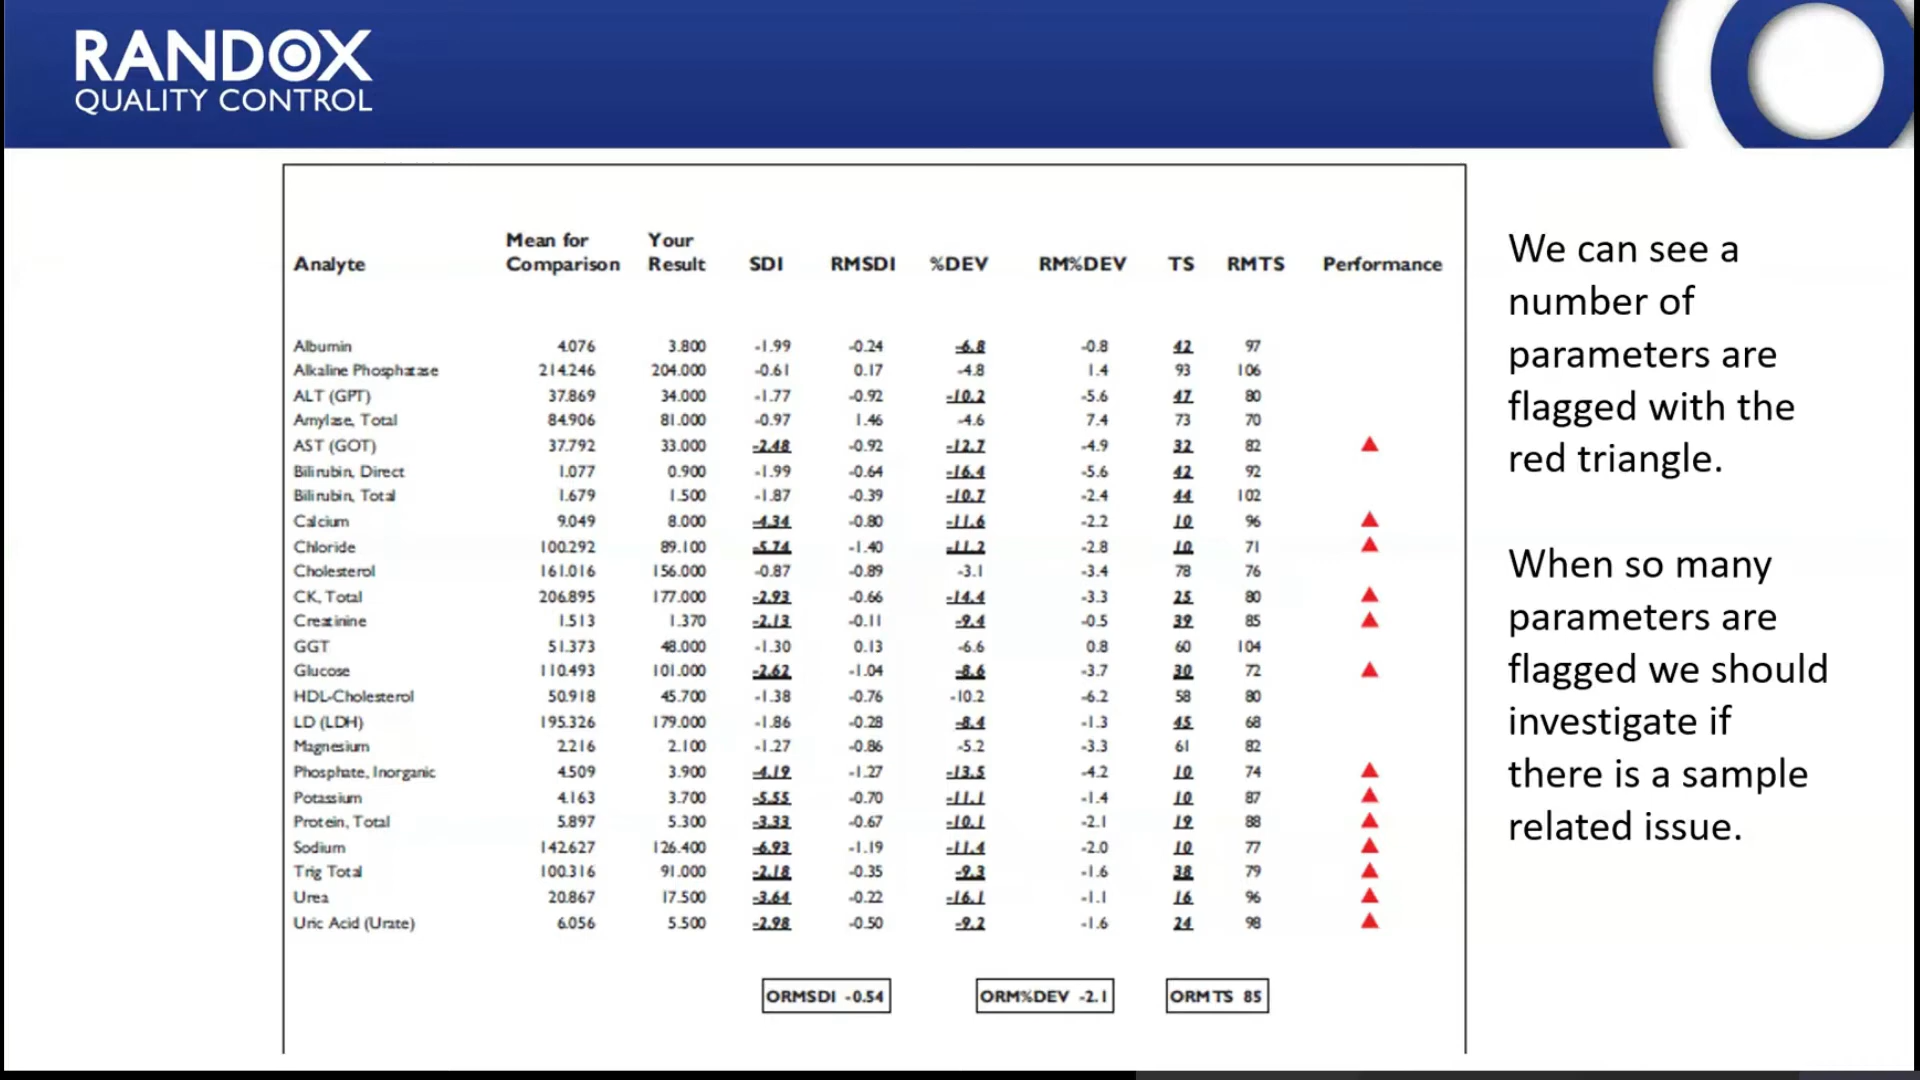 RANDOX
QUALITY CONTROL
Analyte Mean for Comparison Your Result SDI RMSDI %DEV RM%DEV TS RMTS Performance
Albumin 4.076 3.800 -1.99 -0.24 -6.8 -0.8 42 97
Alkaline Phosphatase 214.246 204.000 -0.61 0.17 -4.8 1.4 93 106
ALT (GPT) 37.869 34.000 -1.77 -0.92 -10.2 -5.6 47 80
Amylase, Total 84.906 81.000 -0.97 1.46 -4.6 7.4 73 70
AST (GOT) 37.792 33.000 -2.48 -0.92 -12.7 -4.9 32 82
Bilirubin, Direct 1.077 0.900 -1.99 -0.64 -16.4 -5.6 42 92
Bilirubin, Total 1.679 1.500 -1.87 -0.39 -10.7 -2.4 44 102
Calcium 9.049 8.000 -4.34 -0.80 -11.6 -2.2 10 96
Chloride 100.292 89.100 -5.74 -1.40 -11.2 -2.8 10 71
Cholesterol 161.016 156.000 -0.87 -0.89 -3.1 -3.4 78 76
CK, Total 206.895 177.000 -2.93 -0.66 -14.4 -3.3 25 80
Creatinine 1.513 1.370 -2.13 -0.11 -9.4 -0.5 39 85
GGT 51.373 48.000 -1.30 0.13 -6.6 0.8 60 104
Glucose 110.493 101.000 -2.62 -1.04 -8.6 -3.7 30 72
HDL-Cholesterol 50.918 45.700 -1.38 -0.76 -10.2 -6.2 58 80
LD (LDH) 195.326 179.000 -1.86 -0.28 -8.4 -1.3 45 68
Magnesium 2.216 2.100 -1.27 -0.86 -5.2 -3.3 61 82
Phosphate, Inorganic 4.509 3.900 -4.19 -1.27 -13.5 -4.2 10 74
Potassium 4.163 3.700 -5.55 -0.70 -11.1 -1.4 10 87
Protein, Total 5.897 5.300 -3.33 -0.67 -10.1 -2.1 19 88
Sodium 142.627 126.400 -6.93 -1.19 -11.4 -2.0 10 77
Trig Total 100.316 91.000 -2.18 -0.35 -9.3 -1.6 38 79
Urea 20.867 17.500 -3.64 -0.22 -16.1 -1.1 16 96
Uric Acid (Urate) 6.056 5.500 -2.98 -0.50 -9.2 -1.6 24 98
ORMSDI -0.54 ORM%DEV -2.1 ORMTS 85
We can see a
number of
parameters are
flagged with the
red triangle.
When so many
parameters are
flagged we should
investigate if
there is a sample
related issue.